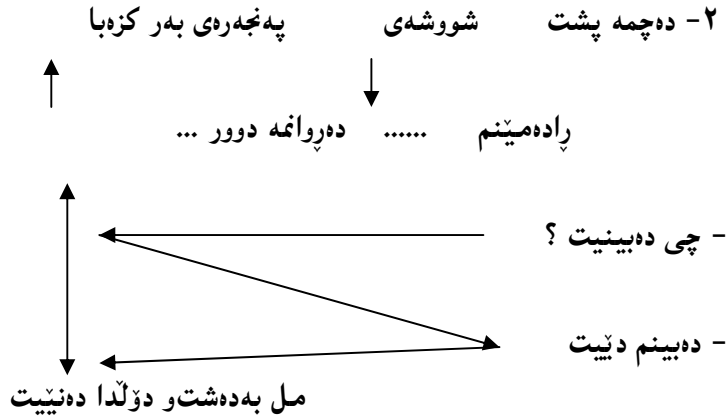 ٢- دەچمە پشت شووشەی پەنجەرەی بەر کزەبا
ڕادەمێنم ...... دەڕوانمە دوور ...
- چی دەبینیت ؟
- دەبینم دێیت
مل بەدەشتو دۆڵدا دەنێیت